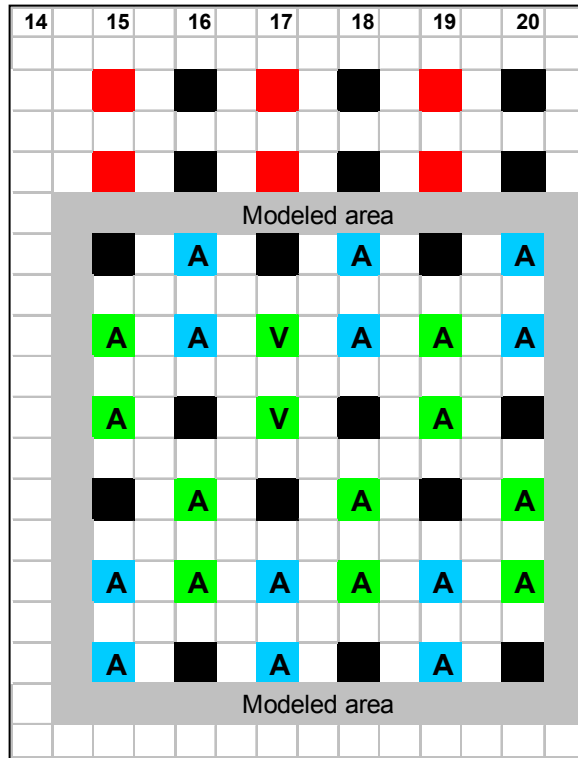 14 15 16 17 18 19 20
Modeled area
A A A
A A V A A A
A V A
A A A
A A A A A A
A A A
Modeled area